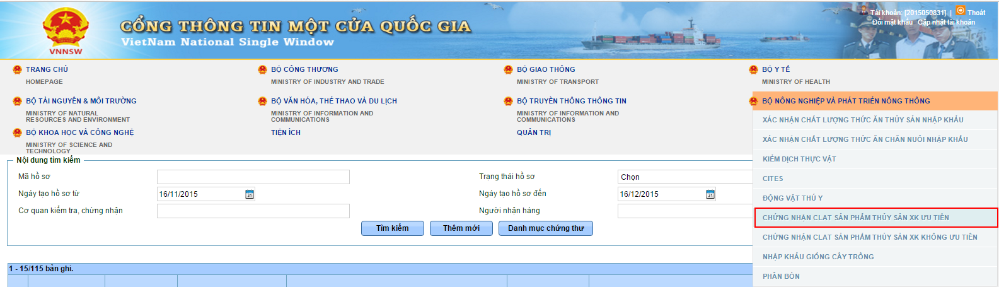 VNNSW
CỔNG THÔNG TIN MỘT CỬA QUỐC GIA
VietNam National Single Window
Tài khoản: [2015050831] | Thoát
Đổi mật khẩu Cập nhật tài khoản
TRANG CHỦ
HOMEPAGE
BỘ CÔNG THƯƠNG
MINISTRY OF INDUSTRY AND TRADE
BỘ GIAO THÔNG
MINISTRY OF TRANSPORT
BỘ Y TẾ
MINISTRY OF HEALTH
BỘ TÀI NGUYÊN & MÔI TRƯỜNG
MINISTRY OF NATURAL
RESOURCES AND ENVIRONMENT
BỘ VĂN HÓA, THỂ THAO VÀ DU LỊCH
MINISTRY OF INFORMATION AND
COMMUNICATIONS
BỘ TRUYỀN THÔNG THÔNG TIN
MINISTRY OF INFORMATION AND
COMMUNICATIONS
BỘ NÔNG NGHIỆP VÀ PHÁT TRIỂN NÔNG THÔNG
BỘ KHOA HỌC VÀ CÔNG NGHỆ
MINISTRY OF SCIENCE AND
TECHNOLOGY
TIỆN ÍCH
QUẢN TRỊ
XÁC NHẬN CHẤT LƯỢNG THỨC ĂN THỦY SẢN NHẬP KHẨU
XÁC NHẬN CHẤT LƯỢNG THỨC ĂN CHĂN NUÔI NHẬP KHẨU
KIỂM DỊCH THỰC VẬT
CITES
ĐỘNG VẬT THÚ Y
CHỨNG NHẬN CLAT SẢN PHẨM THỦY SẢN XK ƯU TIÊN
CHỨNG NHẬN CLAT SẢN PHẨM THỦY SẢN XK KHÔNG ƯU TIÊN
NHẬP KHẨU GIỐNG CÂY TRỒNG
PHÂN BÓN
Nội dung tìm kiếm
Mã hồ sơ
Trạng thái hồ sơ Chọn
Ngày tạo hồ sơ từ 16/11/2015
Ngày tạo hồ sơ đến 16/12/2015
Cơ quan kiểm tra, chứng nhận
Người nhận hàng
Tìm kiếm Thêm mới Danh mục chứng thư
1 - 15/115 bản ghi.